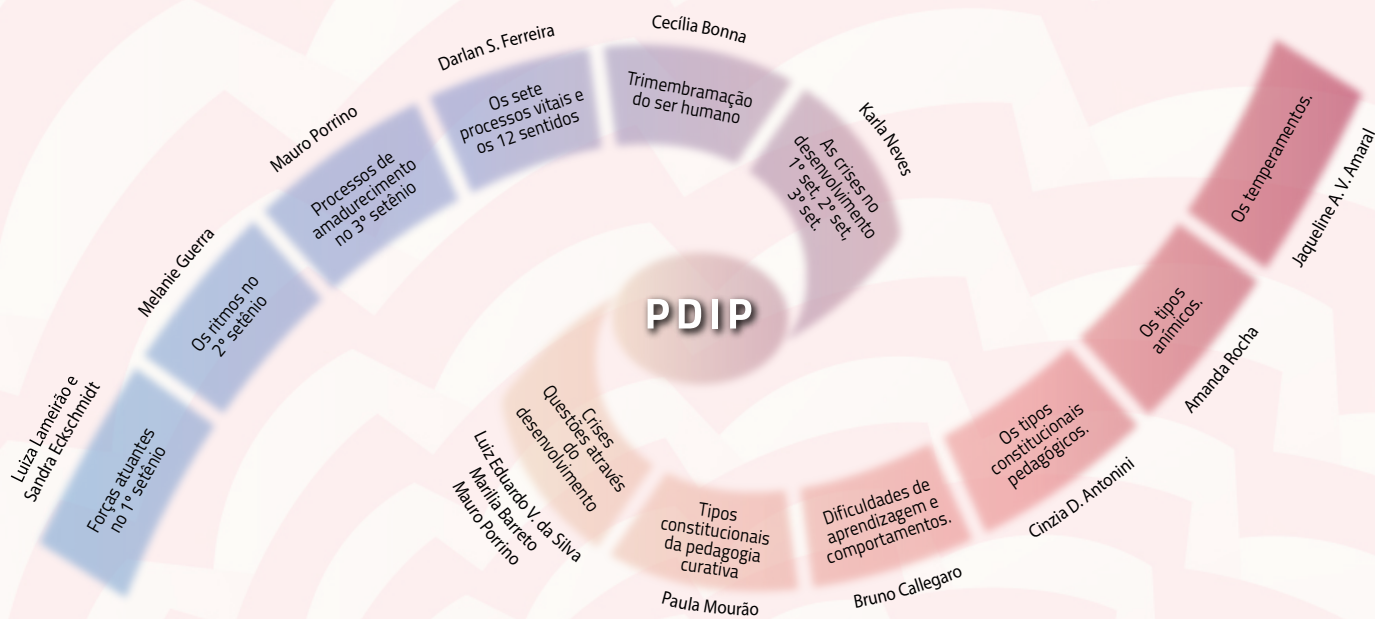 Luiza Lameirão e
Sandra Eckschmidt
Forças atuantes
no 1º setênio
Melanie Guerra
Os ritmos no
2º setênio
Mauro Porrino
Processos de
amadurecimento
no 3º setênio
Darlan S. Ferreira
Os sete
processos vitais e
os 12 sentidos
Cecília Bonna
Trimembramação
do ser humano
Karla Neves
As crises no
desenvolvimento
1º set, 2º set,
3º set.
PDIP
Crises
Questões através
do
desenvolvimento
Luiz Eduardo V. da Silva
Marilia Barreto
Mauro Porrino
Tipos
constitucionais
da pedagogia
curativa
Paula Mourão
Dificuldades de
aprendizagem e
comportamentos.
Bruno Callegaro
Os tipos
constitucionais
pedagógicos.
Cinzia D. Antonini
Os tipos
anímicos.
Amanda Rocha
Os temperamentos.
Jaqueline A. V. Amaral